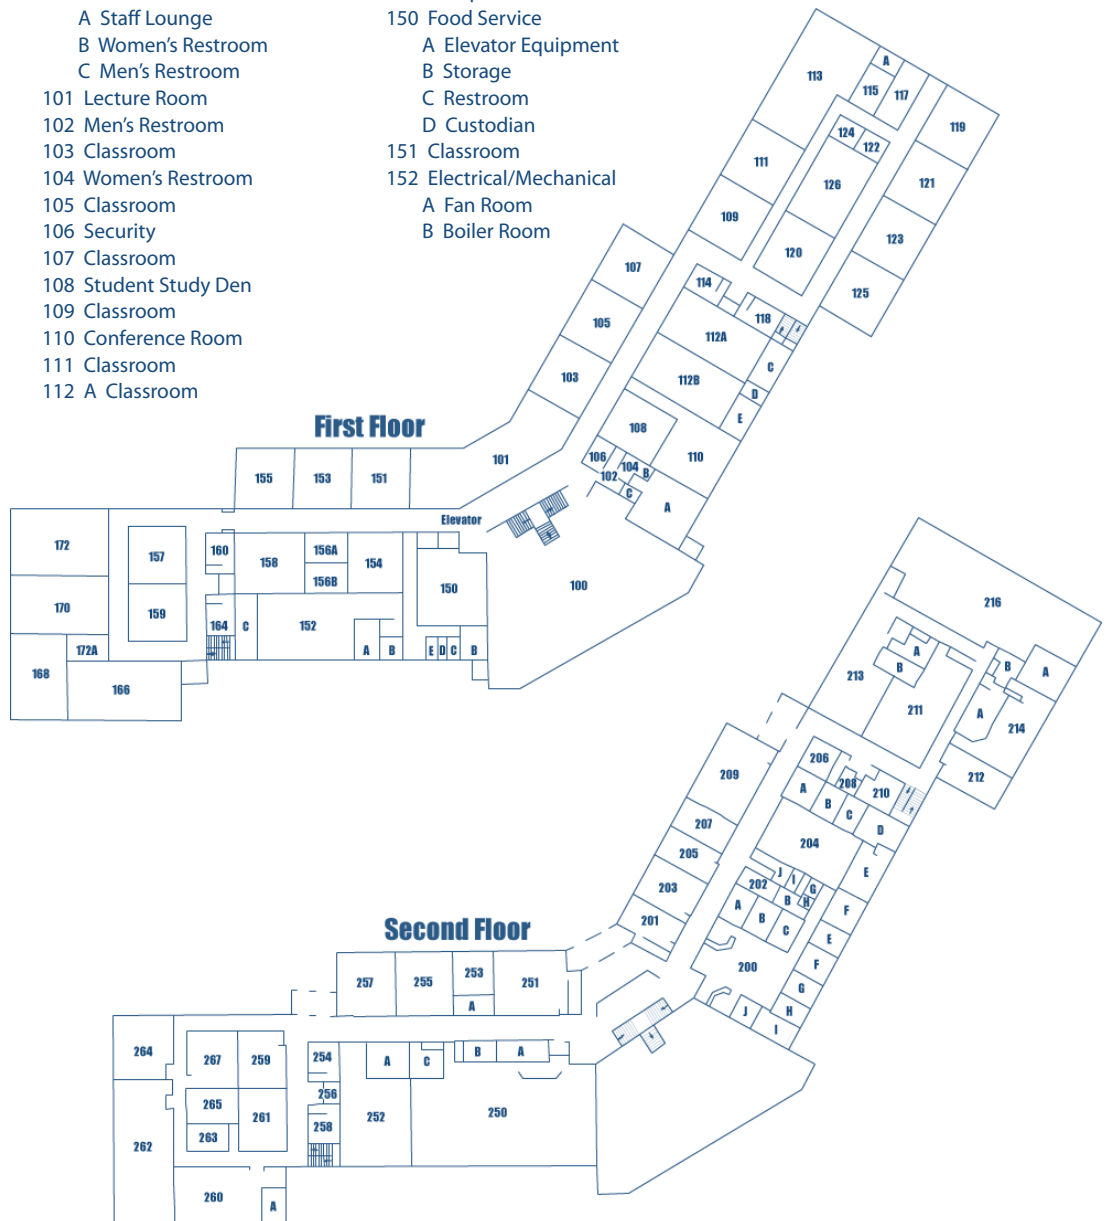 A Staff Lounge
B Women's Restroom
C Men's Restroom
101 Lecture Room
102 Men's Restroom
103 Classroom
104 Women's Restroom
105 Classroom
106 Security
107 Classroom
108 Student Study Den
109 Classroom
110 Conference Room
111 Classroom
112 A Classroom
150 Food Service
A Elevator Equipment
B Storage
C Restroom
D Custodian
151 Classroom
152 Electrical/Mechanical
A Fan Room
B Boiler Room
First Floor
113
A
115
117
119
124
122
111
126
121
109
120
123
125
107
114
118
105
112A
C
103
112B
D
E
108
110
106
104
B
102
C
A
101
155
153
151
Elevator
172
157
160
158
156A
156B
154
150
100
170
159
164
C
152
A
B
E
D
C
B
172A
168
166
Second Floor
216
A
B
B
A
213
211
A
214
212
209
206
208
210
A
B
C
D
207
204
205
E
J
I
G
H
203
202
B
F
A
B
C
201
E
200
F
G
H
J
I
257
255
253
A
251
264
267
259
254
A
C
B
A
256
265
261
258
252
250
263
262
260
A